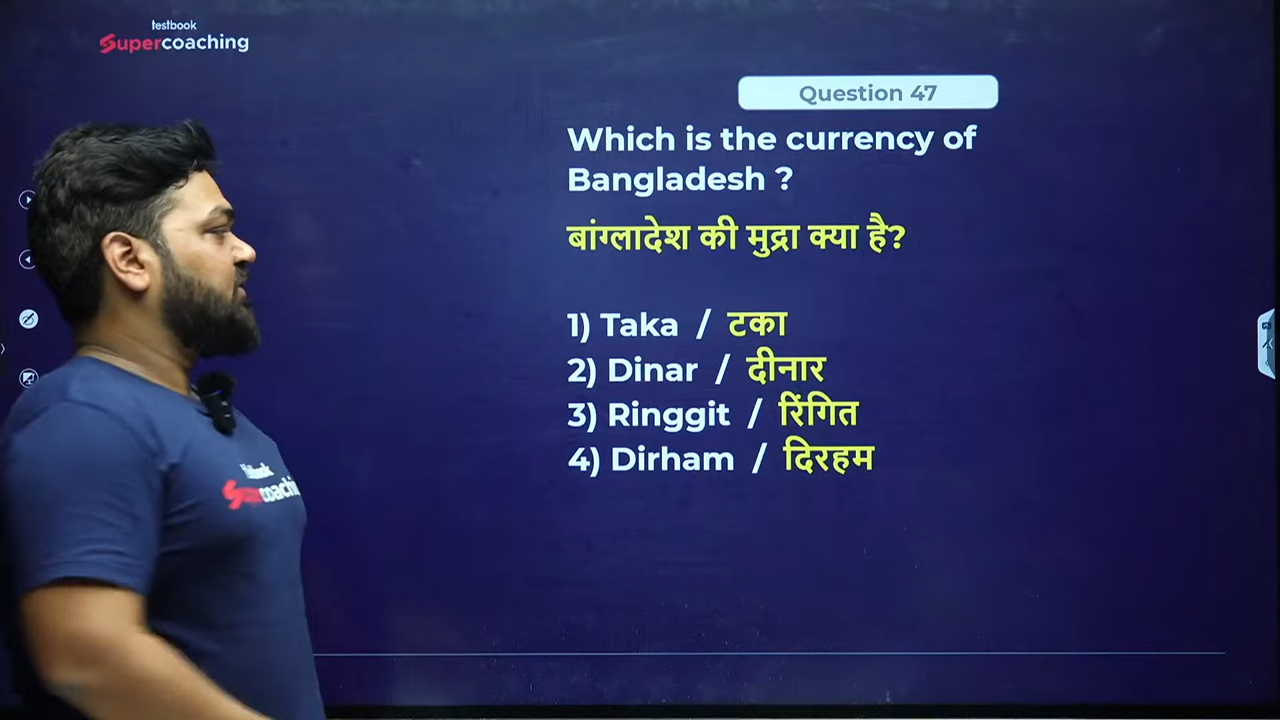 testbook
Supercoaching
Question 47
Which is the currency of
Bangladesh ?
बांग्लादेश की मुद्रा क्या है?
1) Taka / टका
2) Dinar / दीनार
3) Ringgit / रिंगित
4) Dirham / दिरहम